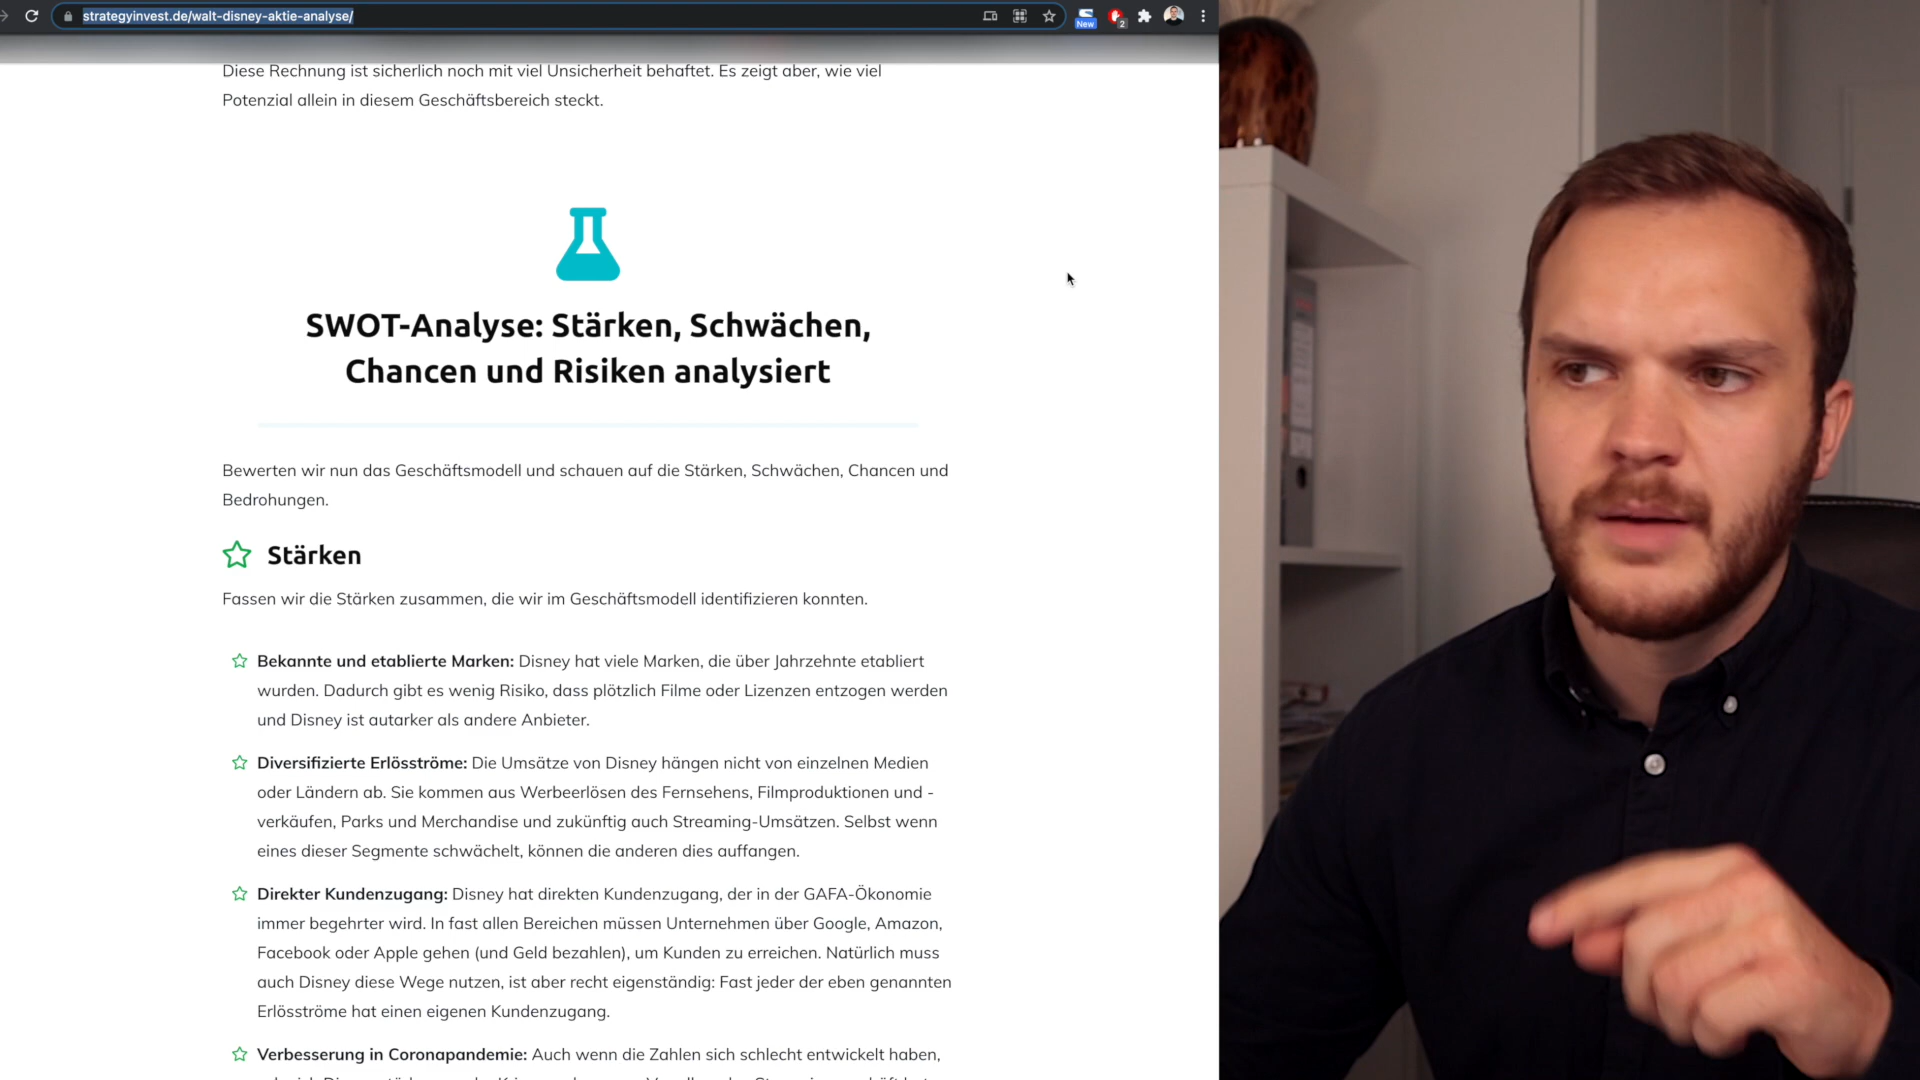 strategyinvest.de/walt-disney-aktie-analyse/
New
2
Diese Rechnung ist sicherlich noch mit viel Unsicherheit behaftet. Es zeigt aber, wie viel
Potenzial allein in diesem Geschäftsbereich steckt.
SWOT-Analyse: Stärken, Schwächen,
Chancen und Risiken analysiert
Bewerten wir nun das Geschäftsmodell und schauen auf die Stärken, Schwächen, Chancen und
Bedrohungen.
Stärken
Fassen wir die Stärken zusammen, die wir im Geschäftsmodell identifizieren konnten.
Bekannte und etablierte Marken: Disney hat viele Marken, die über Jahrzehnte etabliert
wurden. Dadurch gibt es wenig Risiko, dass plötzlich Filme oder Lizenzen entzogen werden
und Disney ist autarker als andere Anbieter.
Diversifizierte Erlösströme: Die Umsätze von Disney hängen nicht von einzelnen Medien
oder Ländern ab. Sie kommen aus Werbeerlösen des Fernsehens, Filmproduktionen und -
verkäufen, Parks und Merchandise und zukünftig auch Streaming-Umsätzen. Selbst wenn
eines dieser Segmente schwächelt, können die anderen dies auffangen.
Direkter Kundenzugang: Disney hat direkten Kundenzugang, der in der GAFA-Ökonomie
immer begehrter wird. In fast allen Bereichen müssen Unternehmen über Google, Amazon,
Facebook oder Apple gehen (und Geld bezahlen), um Kunden zu erreichen. Natürlich muss
auch Disney diese Wege nutzen, ist aber recht eigenständig: Fast jeder der eben genannten
Erlösströme hat einen eigenen Kundenzugang.
Verbesserung in Coronapandemie: Auch wenn die Zahlen sich schlecht entwickelt haben,